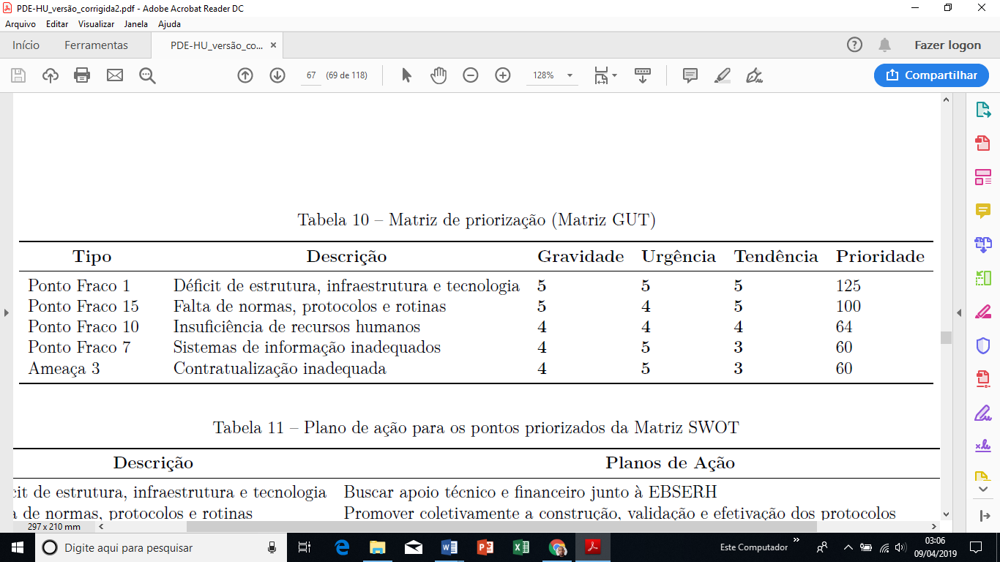 PDE-HU_versão_corrigida2.pdf - Adobe Acrobat Reader DC
Arquivo Editar Visualizar Janela Ajuda
Início Ferramentas PDE-HU_versão_co... × Fazer logon
67 (69 de 118) 128% Compartilhar
Tabela 10 – Matriz de priorização (Matriz GUT)
Tipo Descrição Gravidade Urgência Tendência Prioridade
Ponto Fraco 1 Déficit de estrutura, infraestrutura e tecnologia 5 5 5 125
Ponto Fraco 15 Falta de normas, protocolos e rotinas 5 4 5 100
Ponto Fraco 10 Insuficiência de recursos humanos 4 4 4 64
Ponto Fraco 7 Sistemas de informação inadequados 4 5 3 60
Ameaça 3 Contratualização inadequada 4 5 3 60
Tabela 11 – Plano de ação para os pontos priorizados da Matriz SWOT
Descrição Planos de Ação
cit de estrutura, infraestrutura e tecnologia Buscar apoio técnico e financeiro junto à EBSERH
a de normas, protocolos e rotinas Promover coletivamente a construção, validação e efetivação dos protocolos
297 x 210 mm
Digite aqui para pesquisar Este Computador 03:06
09/04/2019